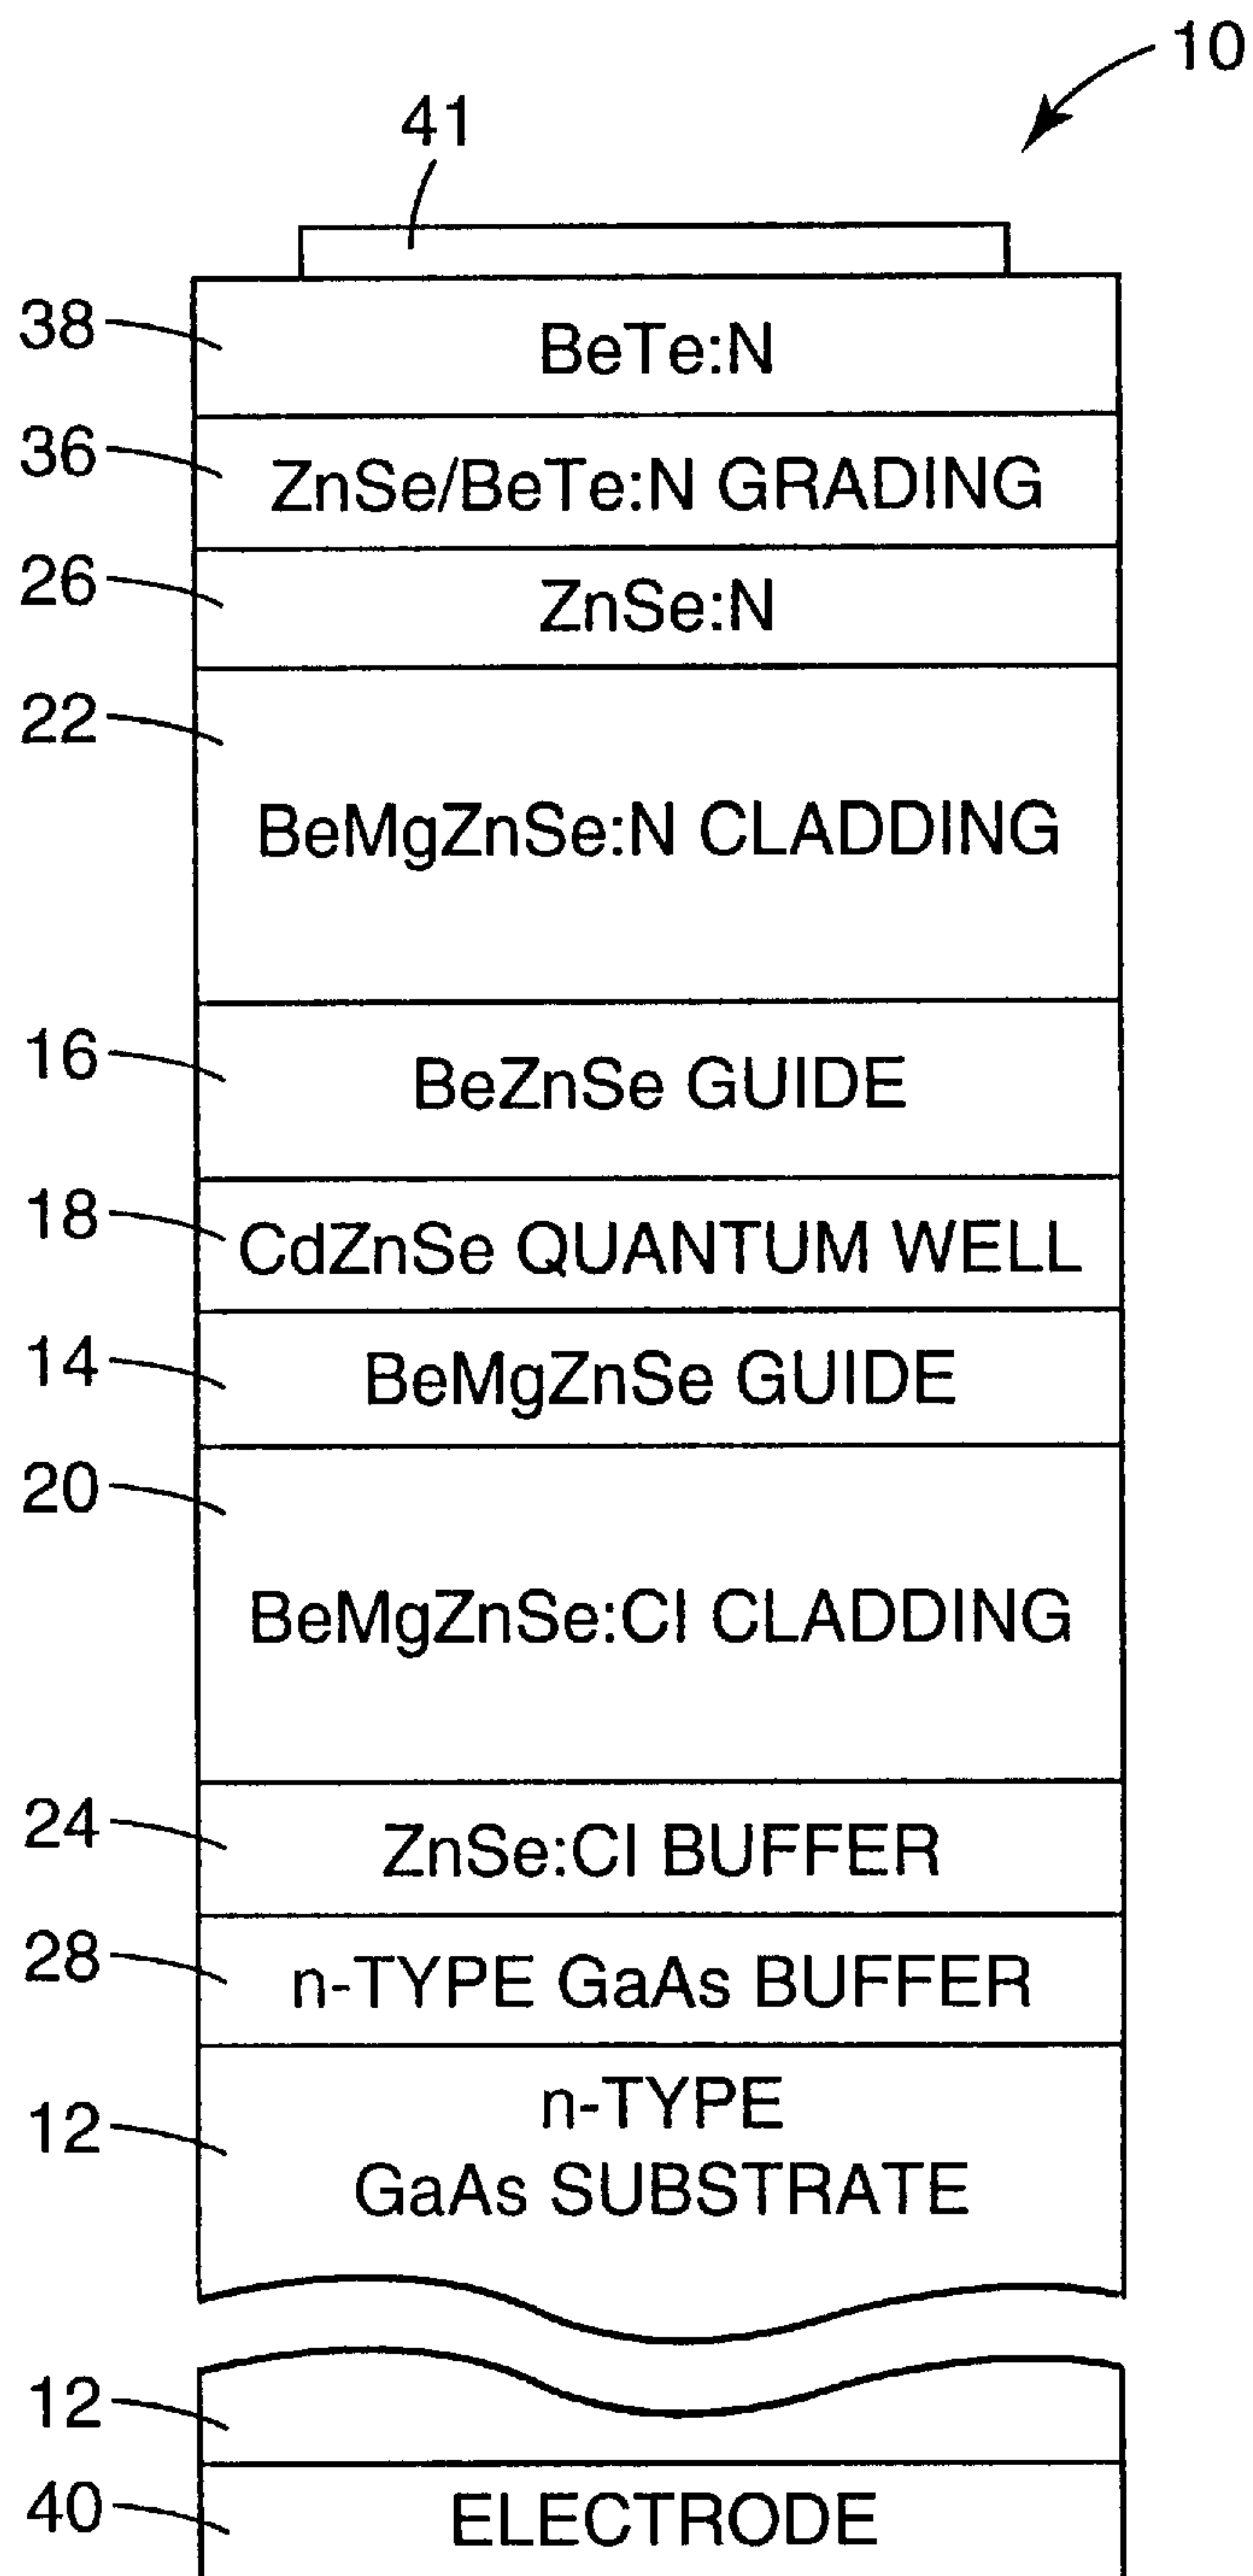 10
41
38 BeTe:N
36 ZnSe/BeTe:N GRADING
26 ZnSe:N
22 BeMgZnSe:N CLADDING
16 BeZnSe GUIDE
18 CdZnSe QUANTUM WELL
14 BeMgZnSe GUIDE
20 BeMgZnSe:Cl CLADDING
24 ZnSe:Cl BUFFER
28 n-TYPE GaAs BUFFER
n-TYPE
12 GaAs SUBSTRATE
12
40 ELECTRODE